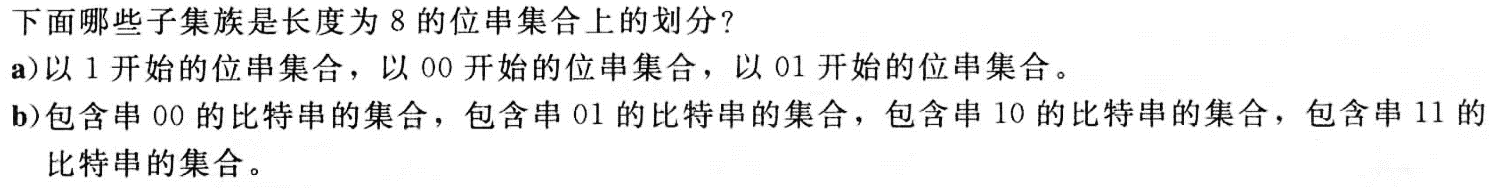 下面哪些子集族是长度为 8 的位串集合上的划分?
a)以 1 开始的位串集合，以 00 开始的位串集合，以 01 开始的位串集合。
b)包含串 00 的比特串的集合，包含串 01 的比特串的集合，包含串 10 的比特串的集合，包含串 11 的
比特串的集合。